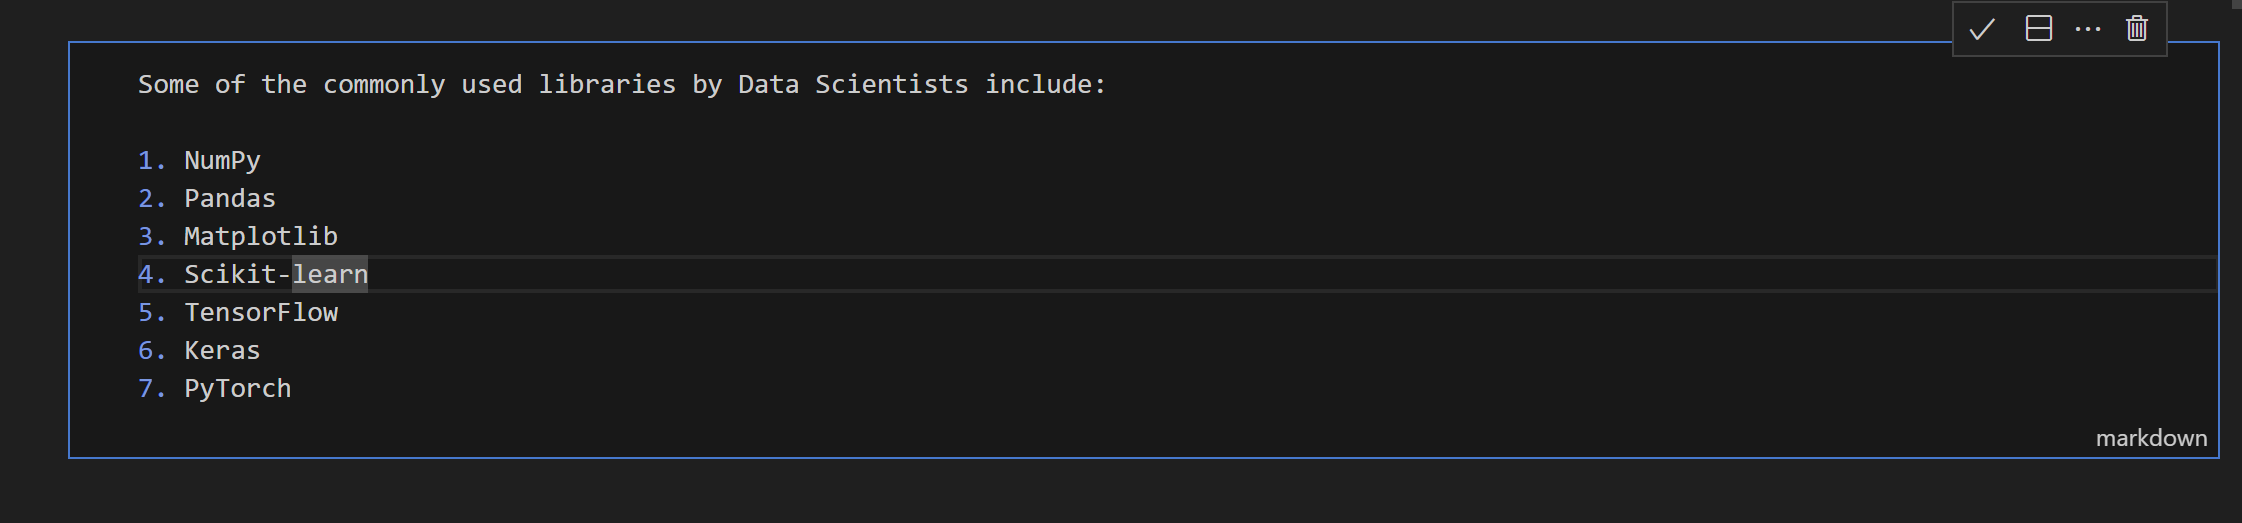 Some of the commonly used libraries by Data Scientists include:
1. NumPy
2. Pandas
3. Matplotlib
4. Scikit-learn
5. TensorFlow
6. Keras
7. PyTorch
markdown